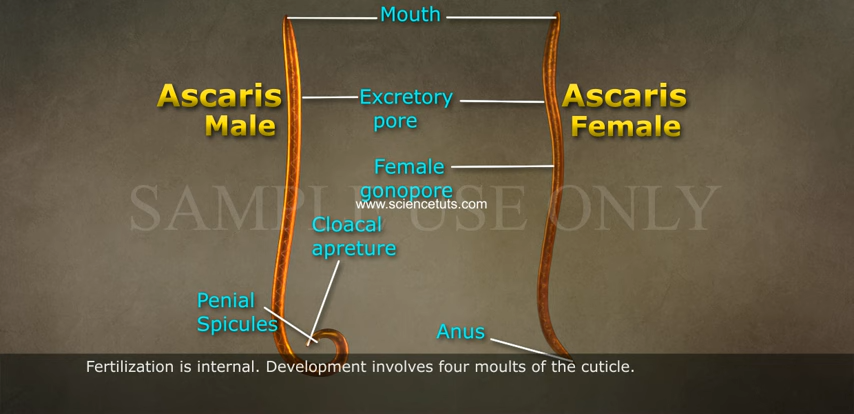 Mouth
Ascaris
Male
Excretory
pore
Ascaris
Female
Female
gonopore
SAMPLE USE ONLY
www.sciencetuts.com
Cloacal
apreture
Penial
Spicules
Anus
Fertilization is internal. Development involves four moults of the cuticle.